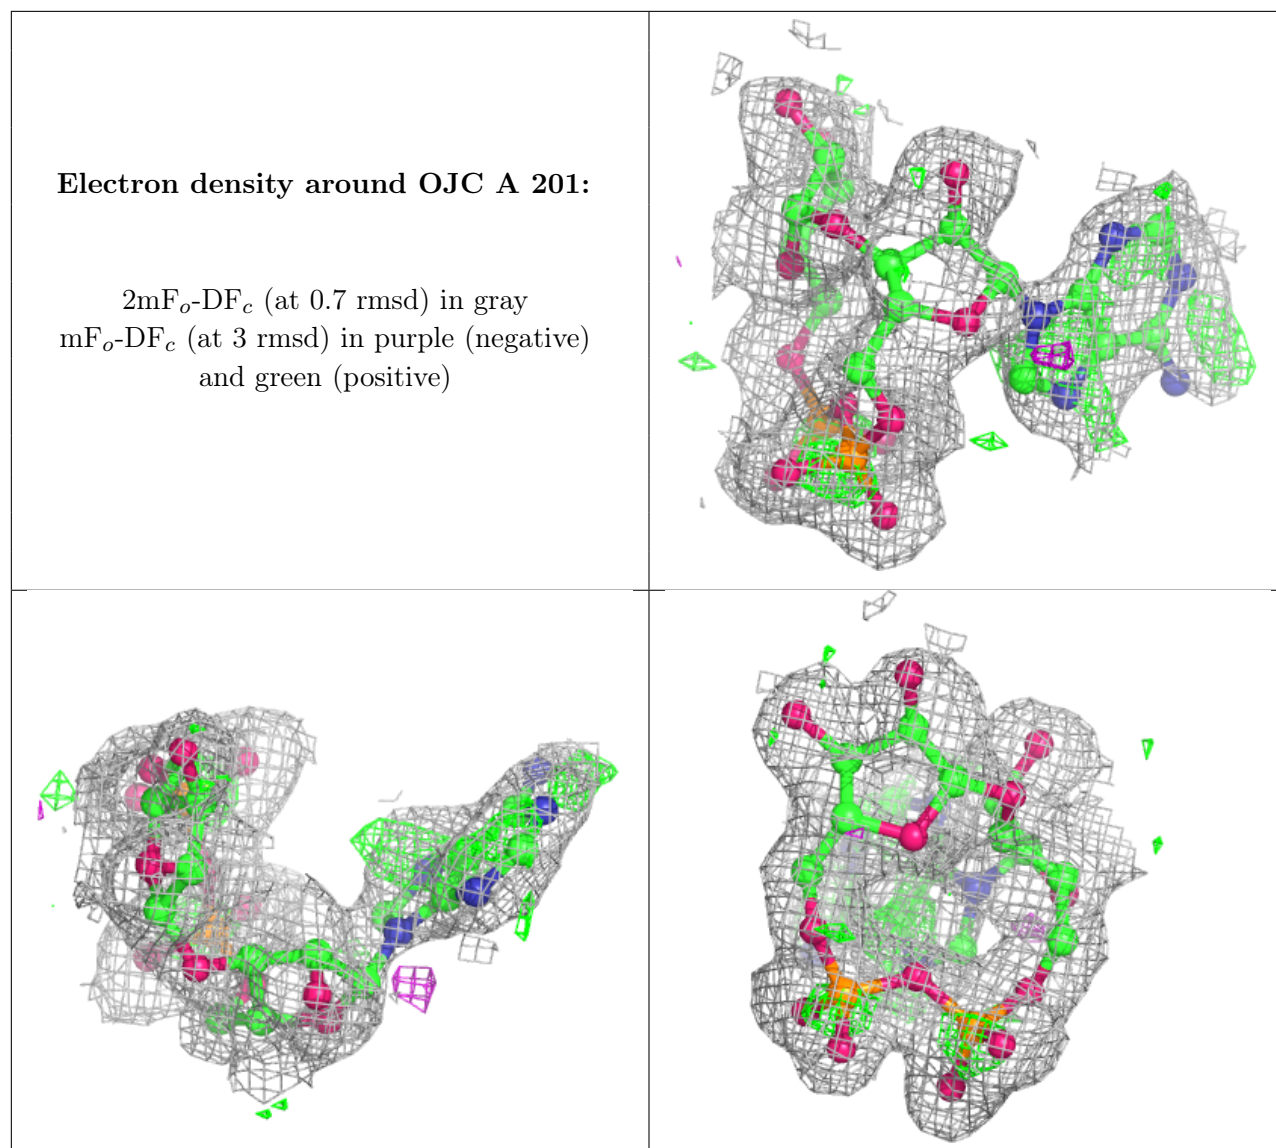 Electron density around OJC A 201:
2mFo-DFc (at 0.7 rmsd) in gray
mFo-DFc (at 3 rmsd) in purple (negative)
and green (positive)